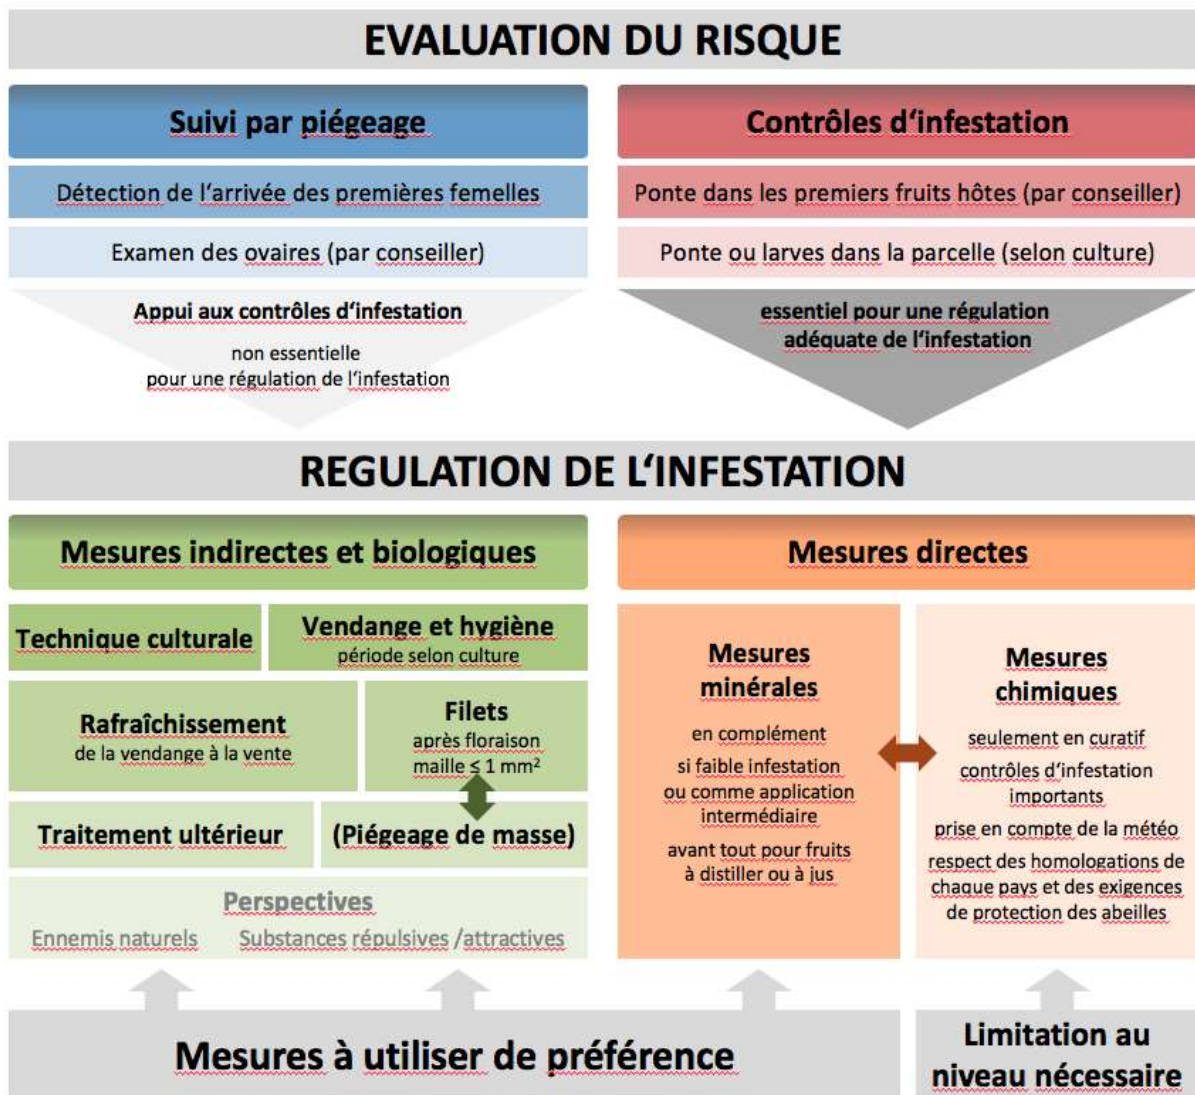 EVALUATION DU RISQUE
Suivi par piégeage
Détection de l‘arrivée des premières femelles
Examen des ovaires (par conseiller)
Appui aux contrôles d‘infestation
non essentielle
pour une régulation de l‘infestation
Contrôles d‘infestation
Ponte dans les premiers fruits hôtes (par conseiller)
Ponte ou larves dans la parcelle (selon culture)
essentiel pour une régulation
adéquate de l‘infestation
REGULATION DE L‘INFESTATION
Mesures indirectes et biologiques
Technique culturale
Vendange et hygiène
période selon culture
Rafraîchissement
de la vendange à la vente
Filets
après floraison
maille ≤ 1 mm²
Traitement ultérieur
(Piégeage de masse)
Perspectives
Ennemis naturels
Substances répulsives /attractives
Mesures directes
Mesures
minérales
en complément
si faible infestation
ou comme application
intermédiaire
avant tout pour fruits
à distiller ou à jus
Mesures
chimiques
seulement en curatif
contrôles d‘infestation
importants
prise en compte de la météo
respect des homologations de
chaque pays et des exigences
de protection des abeilles
Mesures à utiliser de préférence
Limitation au
niveau nécessaire